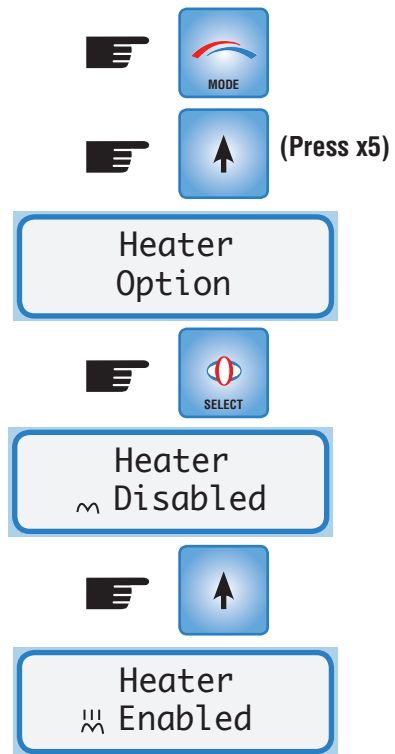 MODE
(Press x5)
Heater
Option
SELECT
Heater
Disabled
Heater
Enabled